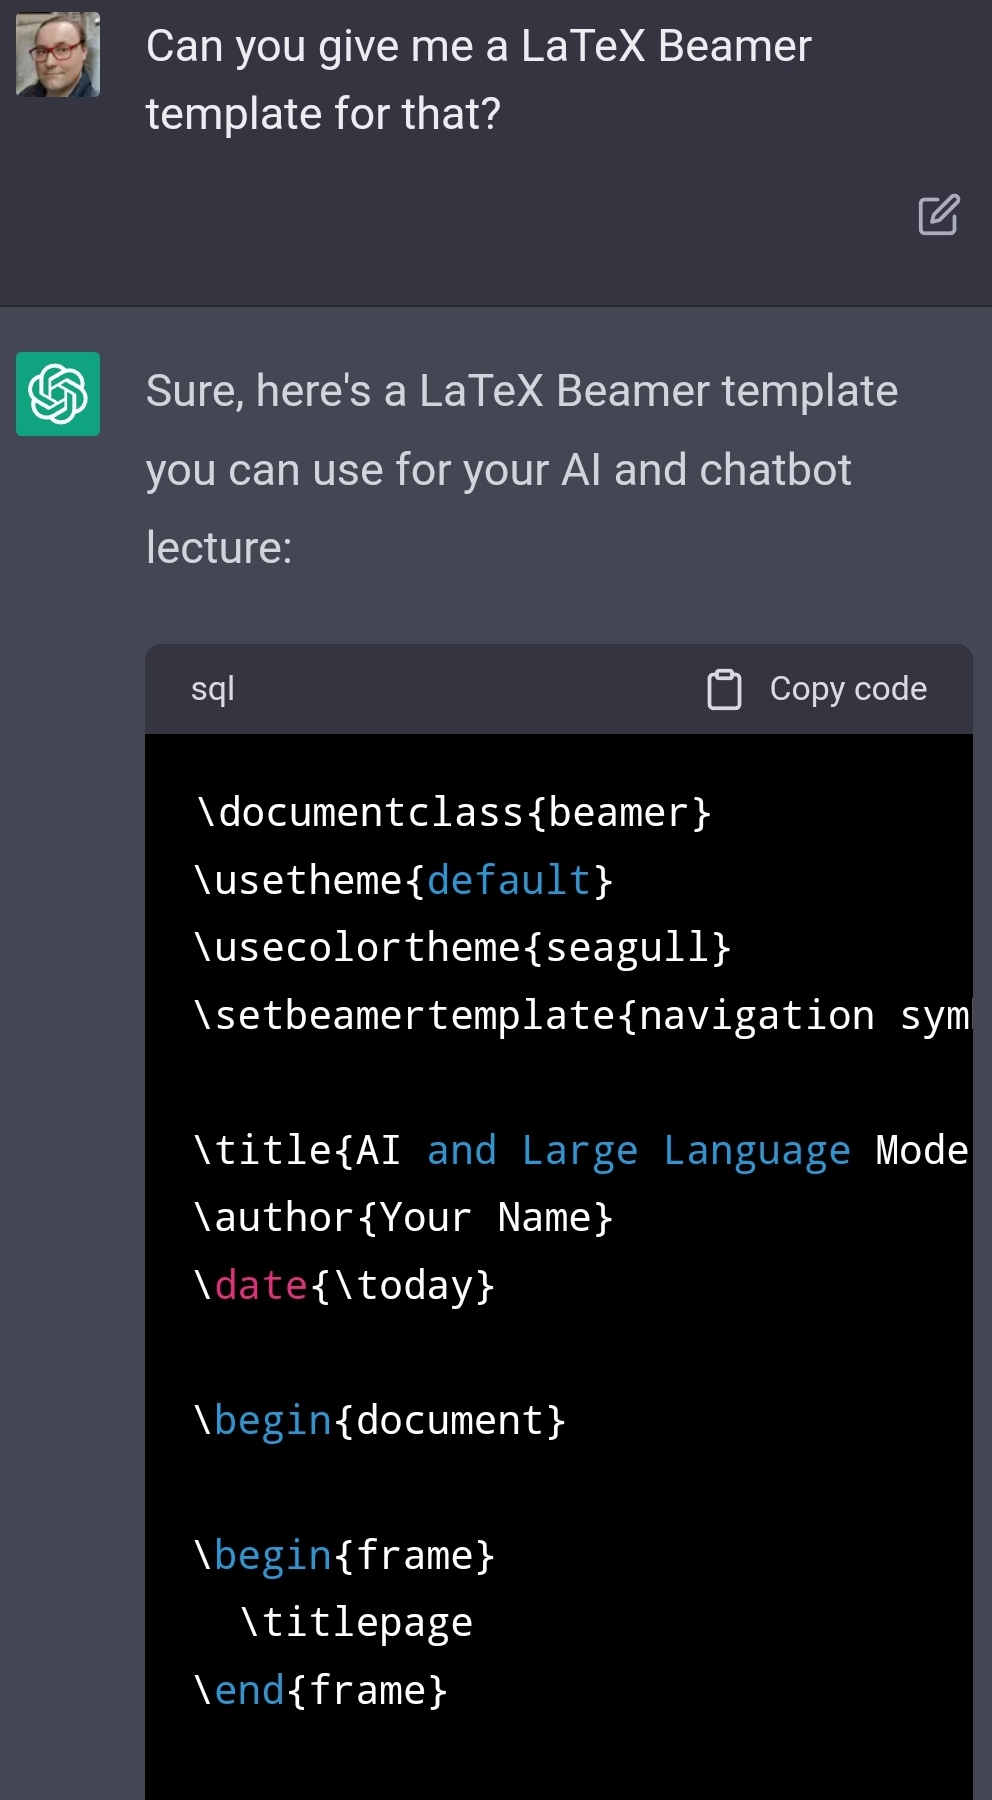 Can you give me a LaTeX Beamer
template for that?
Sure, here's a LaTeX Beamer template
you can use for your AI and chatbot
lecture:
sql
Copy code
\documentclass{beamer}
\usetheme{default}
\usecolortheme{seagull}
\setbeamertemplate{navigation sym
\title{AI and Large Language Mode
\author{Your Name}
\date{\today}
\begin{document}
\begin{frame}
\titlepage
\end{frame}